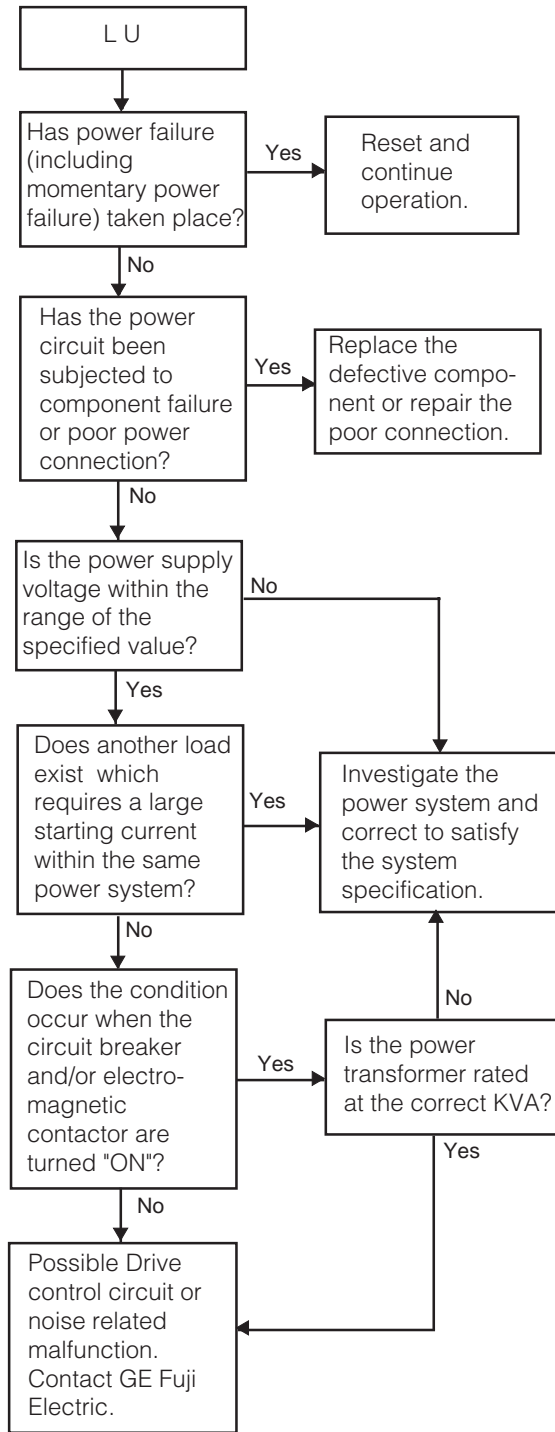 L U
Has power failure
(including
momentary power
failure) taken place?
Yes
Reset and
continue
operation.
No
Has the power
circuit been
subjected to
component failure
or poor power
connection?
Yes
Replace the
defective compo-
nent or repair the
poor connection.
No
Is the power supply
voltage within the
range of the
specified value?
No
Yes
Does another load
exist which
requires a large
starting current
within the same
power system?
Yes
Investigate the
power system and
correct to satisfy
the system
specification.
No
Does the condition
occur when the
circuit breaker
and/or electro-
magnetic
contactor are
turned "ON"?
Yes
No
Is the power
transformer rated
at the correct KVA?
Yes
No
Possible Drive
control circuit or
noise related
malfunction.
Contact GE Fuji
Electric.